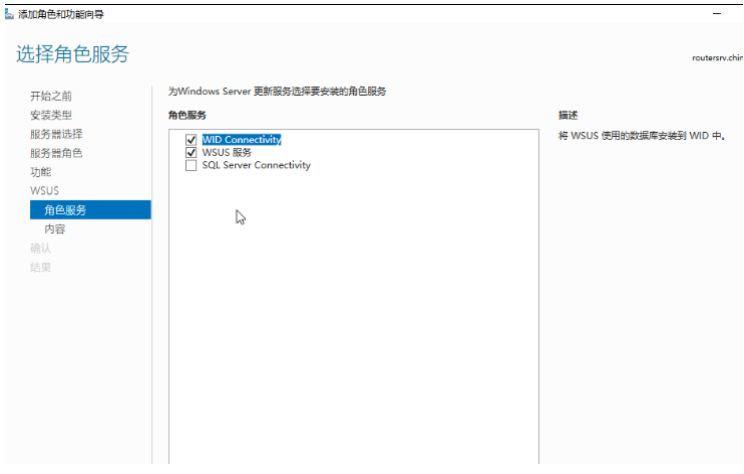 添加角色和功能向导
选择角色服务
routersrv.chin
开始之前
安装类型
服务器选择
服务器角色
功能
WSUS
角色服务
内容
确认
结果
为Windows Server 更新服务选择要安装的角色服务
角色服务
WID Connectivity
WSUS 服务
SQL Server Connectivity
描述
将 WSUS 使用的数据库安装到 WID 中。